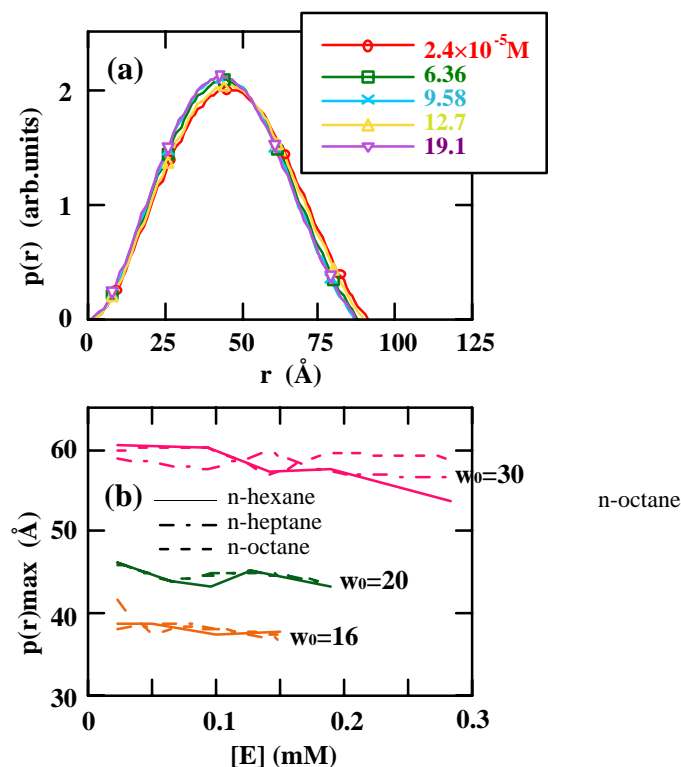 (a)
2.4×10⁻⁵M
6.36
9.58
12.7
19.1
p(r) (arb.units)
2
1
0
0 25 50 75 100 125
r (Å)
(b)
p(r)max (Å)
60
50
40
30
n-hexane
n-heptane
n-octane
w₀=30
w₀=20
w₀=16
0 0.1 0.2 0.3
[E] (mM)
n-octane